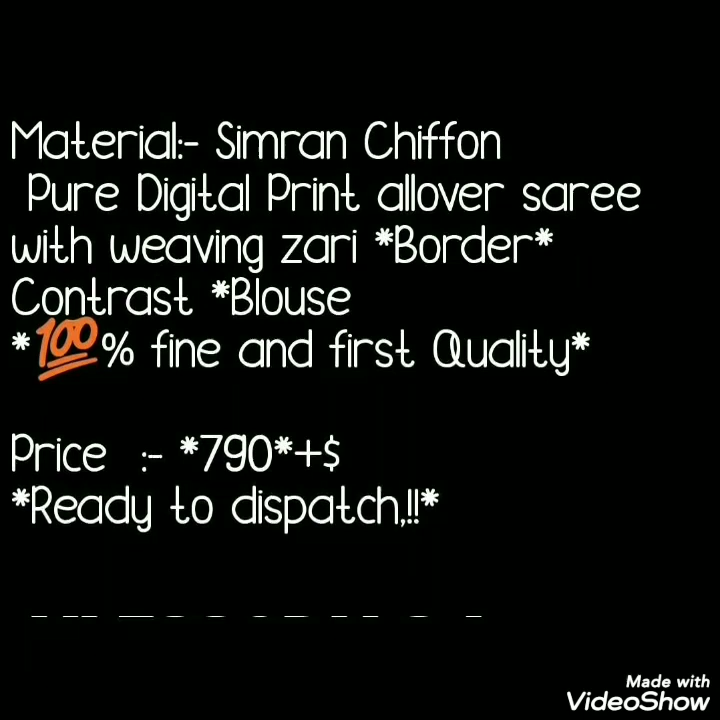 Material:- Simran Chiffon
Pure Digital Print allover saree
with weaving zari *Border*
Contrast *Blouse
*💯% fine and first Quality*
Price :- *790*+$
*Ready to dispatch,!!*
Made with
VideoShow